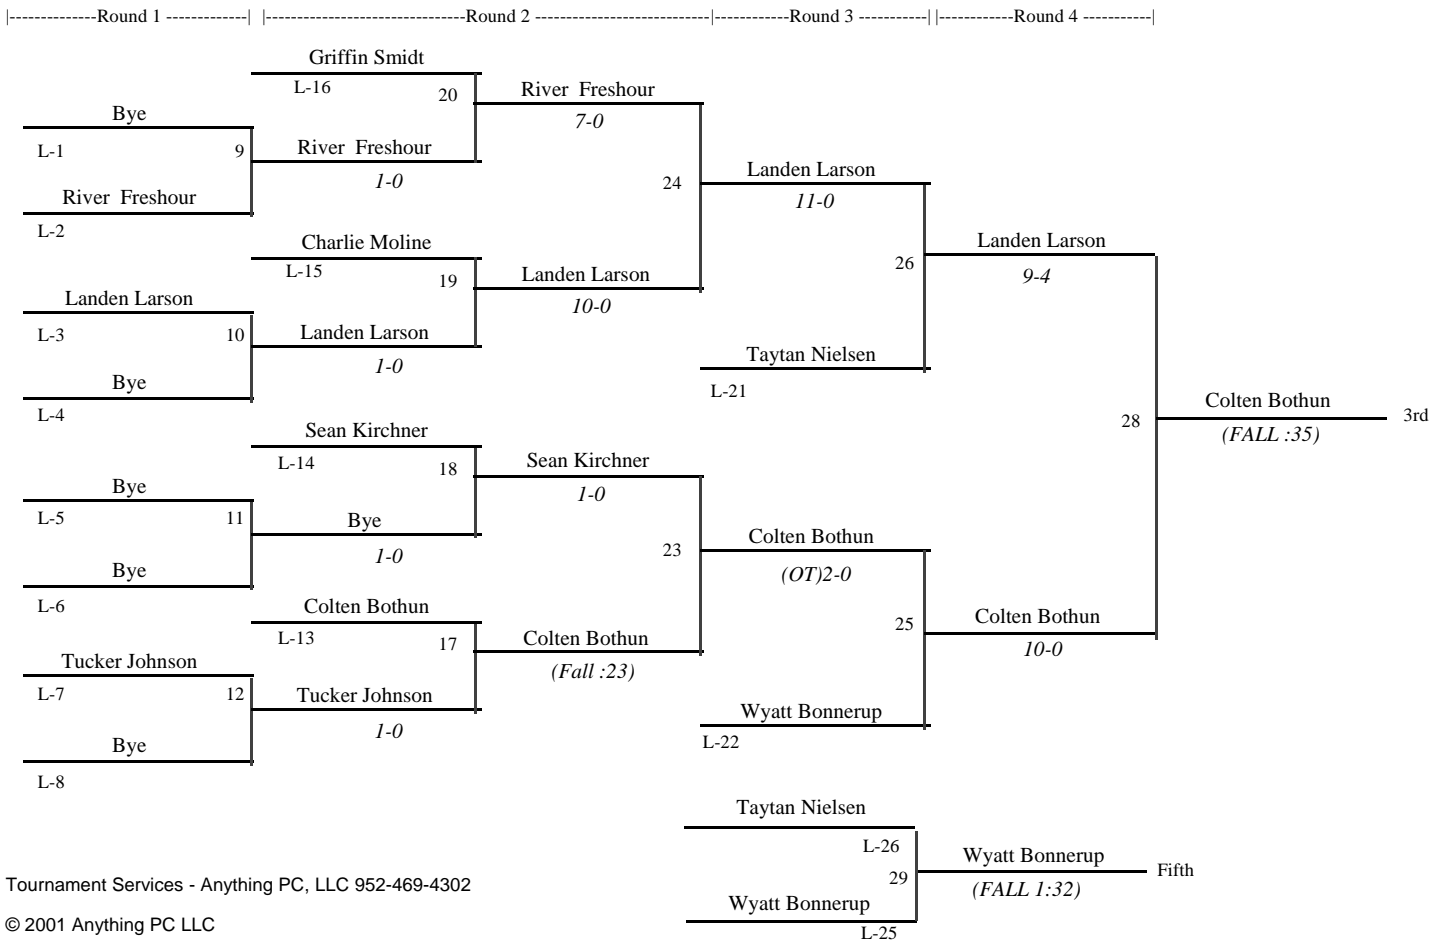 |--------------Round 1 -------------| |---------------------------------Round 2 ---------------------------|------------Round 3 -----------| |------------Round 4 -----------|
Griffin Smidt
L-16
20
River Freshour
7-0
Bye
L-1
9
River Freshour
1-0
River Freshour
L-2
24
Landen Larson
11-0
Charlie Moline
L-15
19
Landen Larson
10-0
Landen Larson
L-3
10
Landen Larson
1-0
Bye
L-4
26
Landen Larson
9-4
Taytan Nielsen
L-21
28
Colten Bothun
3rd
(FALL :35)
Sean Kirchner
L-14
18
Sean Kirchner
1-0
Bye
L-5
11
Bye
1-0
Bye
L-6
23
Colten Bothun
(OT)2-0
Colten Bothun
L-13
17
Colten Bothun
(Fall :23)
Tucker Johnson
L-7
12
Tucker Johnson
1-0
Bye
L-8
25
Colten Bothun
10-0
Wyatt Bonnerup
L-22
Taytan Nielsen
L-26
29
Wyatt Bonnerup
Fifth
(FALL 1:32)
Wyatt Bonnerup
L-25
Tournament Services - Anything PC, LLC 952-469-4302
© 2001 Anything PC LLC